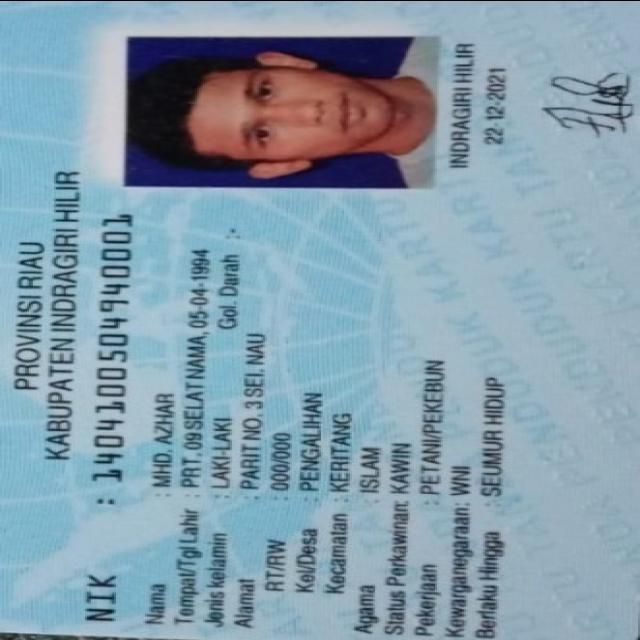 PROVINSI RIAU
KABUPATEN INDRAGIRI HILIR
NIK : 1404100504940001
Nama : MHD. AZHAR
Tempat/Tgl Lahir : PRT. 09 SELAT NAMA, 05-04-1994
Jenis kelamin : LAKI-LAKI Gol. Darah :-
Alamat : PARIT NO. 3 SEI. NAU
RT/RW : 000/000
Kel/Desa : PENGALIHAN
Kecamatan : KERITANG
Agama : ISLAM
Status Perkawinan: KAWIN
Pekerjaan : PETANI/PEKEBUN
Kewarganegaraan: WNI
Berlaku Hingga : SEUMUR HIDUP
INDRAGIRI HILIR
22-12-2021